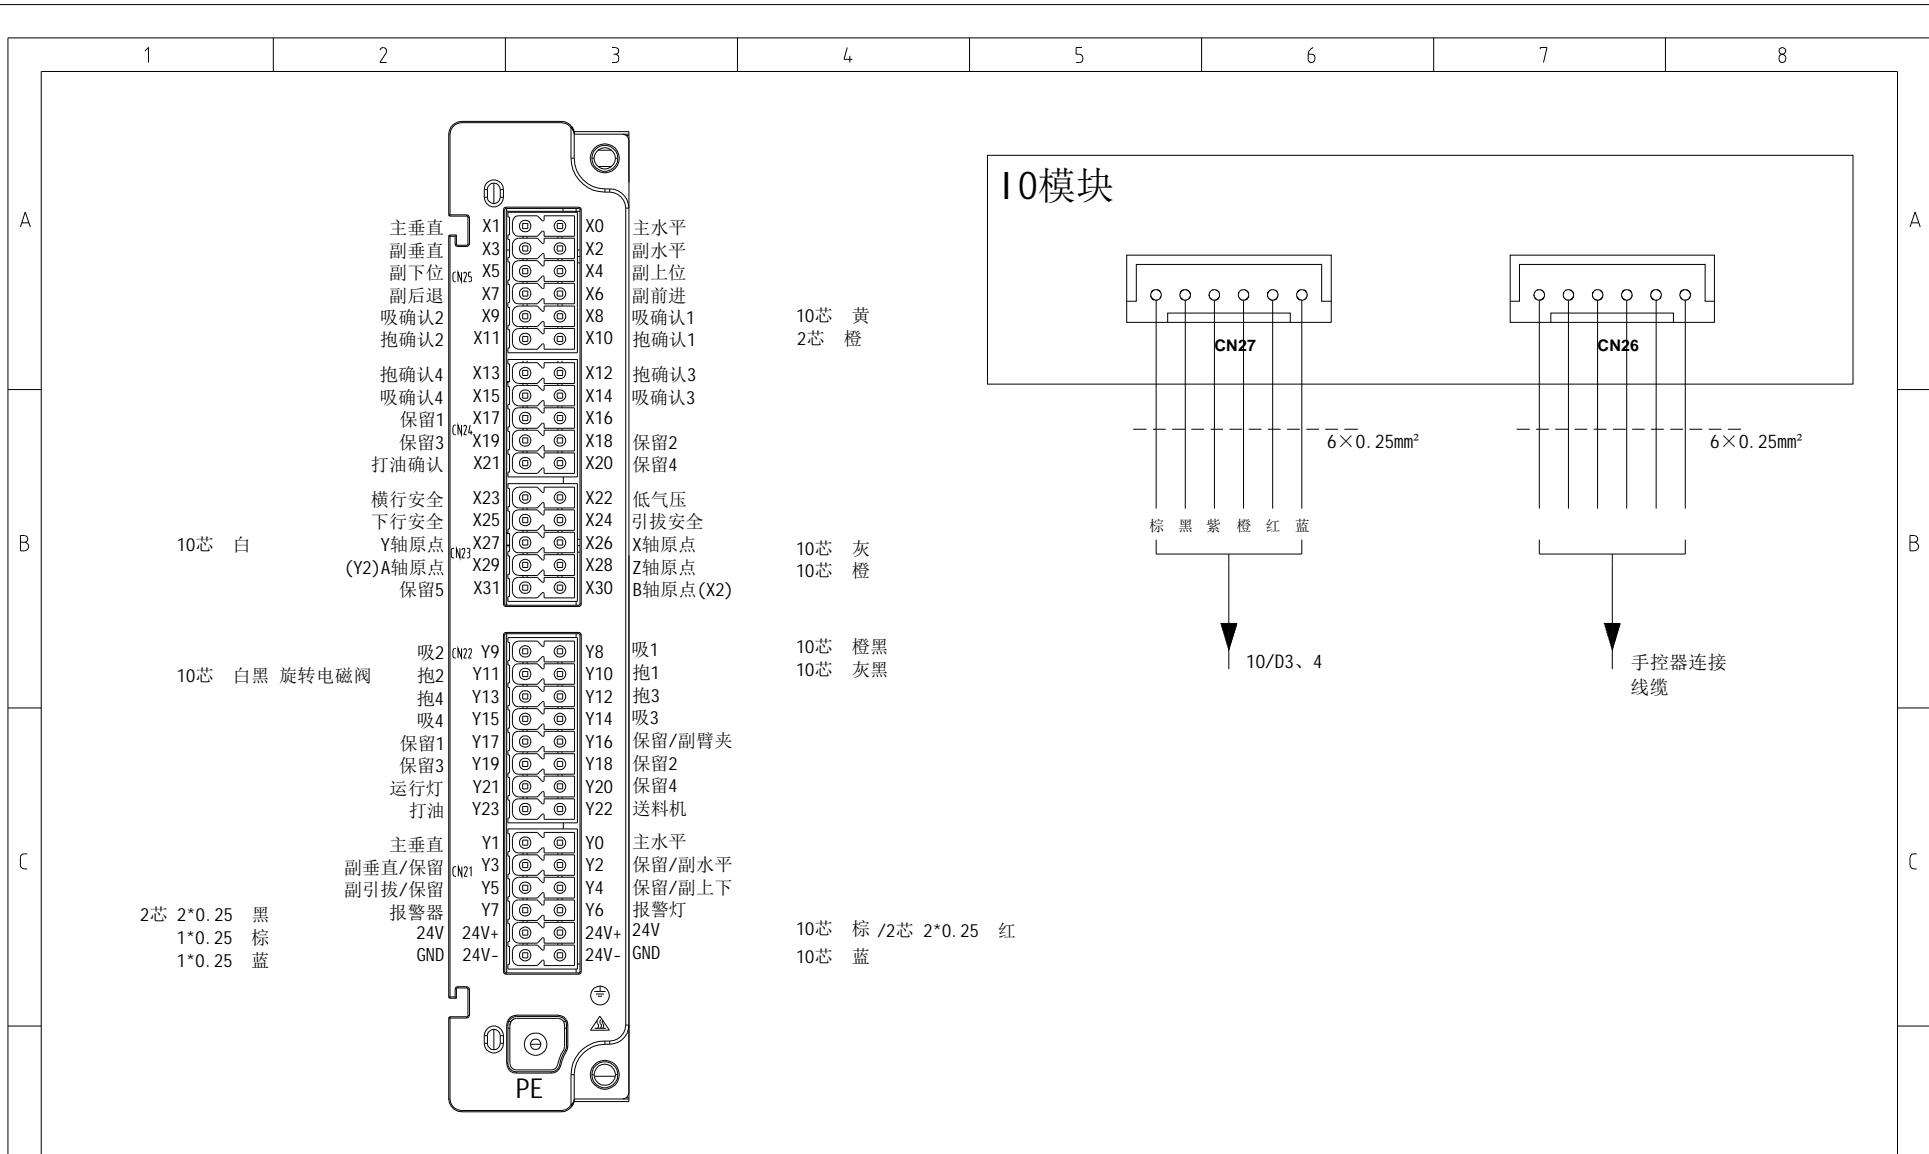 1 2 3 4 5 6 7 8
A A
B B
C C
主垂直 X1 X0 主水平
副垂直 X3 X2 副水平
副下位 CN25 X5 X4 副上位
副后退 X7 X6 副前进
吸确认2 X9 X8 吸确认1 10芯 黄
抱确认2 X11 X10 抱确认1 2芯 橙
抱确认4 X13 X12 抱确认3
吸确认4 X15 X14 吸确认3
保留1 X17 X16
保留3 CN24 X19 X18 保留2
打油确认 X21 X20 保留4
横行安全 X23 X22 低气压
下行安全 X25 X24 引拔安全
10芯 白 Y轴原点 CN23 X27 X26 X轴原点 10芯 灰
(Y2)A轴原点 X29 X28 Z轴原点 10芯 橙
保留5 X31 X30 B轴原点(X2)
吸2 CN22 Y9 Y8 吸1 10芯 橙黑
10芯 白黑 旋转电磁阀 抱2 Y11 Y10 抱1 10芯 灰黑
抱4 Y13 Y12 抱3
吸4 Y15 Y14 吸3
保留1 Y17 Y16 保留/副臂夹
保留3 Y19 Y18 保留2
运行灯 Y21 Y20 保留4
打油 Y23 Y22 送料机
主垂直 Y1 Y0 主水平
副垂直/保留 CN21 Y3 Y2 保留/副水平
副引拔/保留 Y5 Y4 保留/副上下
2芯 2*0.25 黑 报警器 Y7 Y6 报警灯
1*0.25 棕 24V 24V+ 24V+ 24V 10芯 棕 /2芯 2*0.25 红
1*0.25 蓝 GND 24V- 24V- GND 10芯 蓝
PE
IO模块
CN27 CN26
6×0.25mm² 6×0.25mm²
棕 黑 紫 橙 红 蓝
10/D3、4
手控器连接
线缆